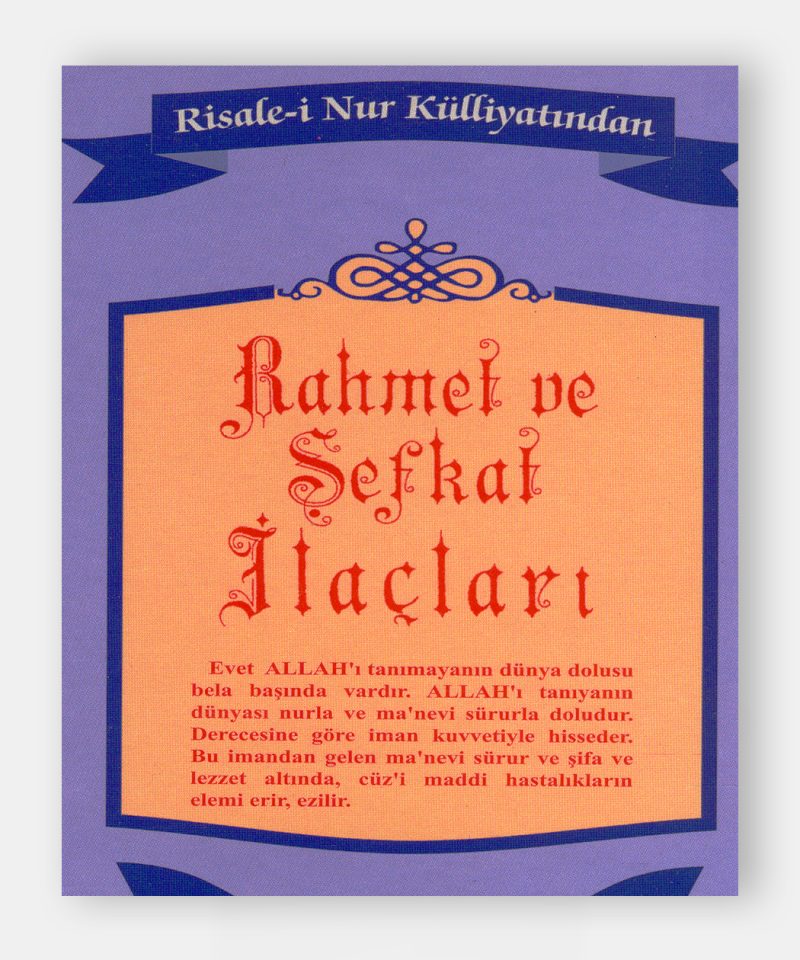 Risale-i Nur Külliyatından
Rahmet ve
Şefkat
İlaçları
Evet ALLAH'ı tanımayanın dünya dolusu
bela başında vardır. ALLAH'ı tanıyanın
dünyası nurla ve ma'nevi sürurla doludur.
Derecesine göre iman kuvvetiyle hisseder.
Bu imandan gelen ma'nevi sürur ve şifa ve
lezzet altında, cüz'i maddi hastalıkların
elemi erir, ezilir.